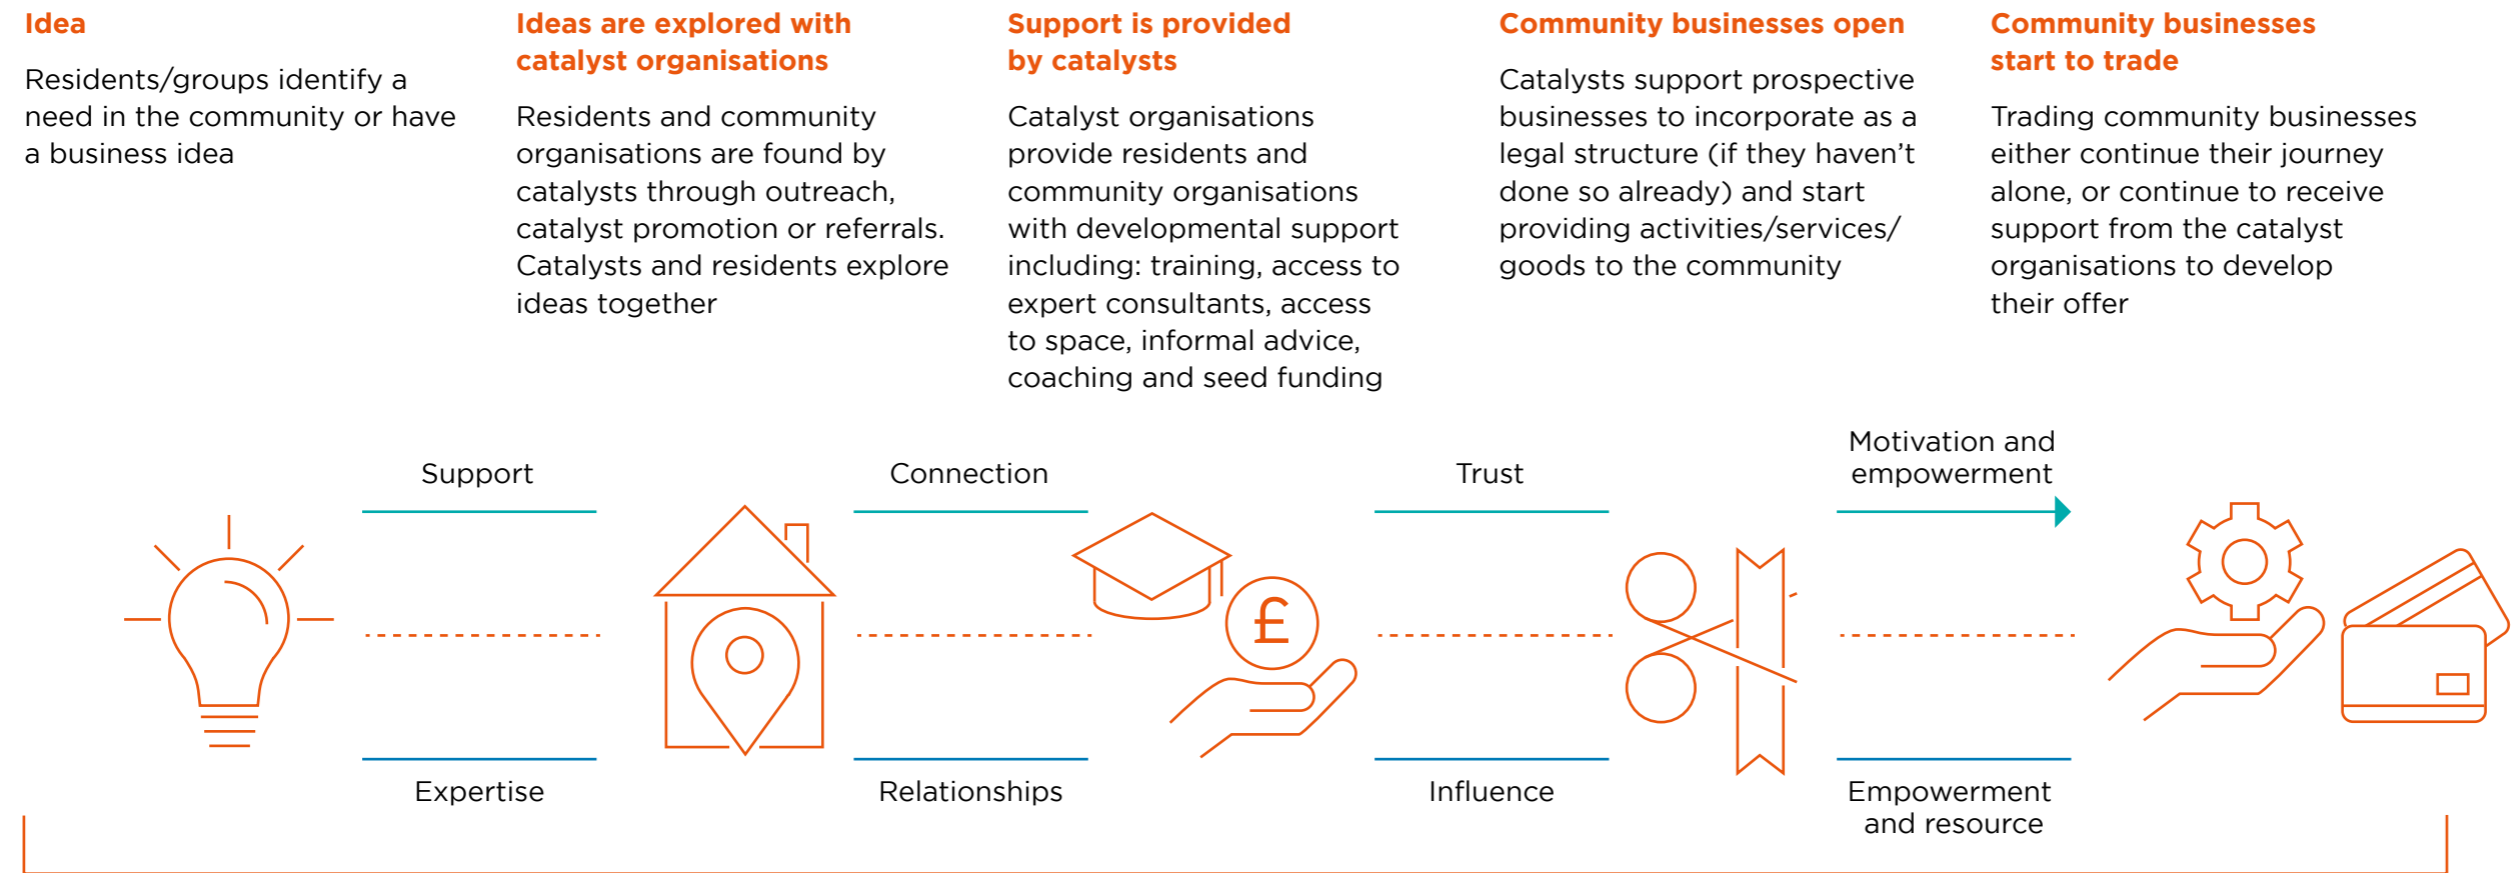 Idea
Residents/groups identify a
need in the community or have
a business idea
Ideas are explored with
catalyst organisations
Residents and community
organisations are found by
catalysts through outreach,
catalyst promotion or referrals.
Catalysts and residents explore
ideas together
Support is provided
by catalysts
Catalyst organisations
provide residents and
community organisations
with developmental support
including: training, access to
expert consultants, access
to space, informal advice,
coaching and seed funding
Community businesses open
Catalysts support prospective
businesses to incorporate as a
legal structure (if they haven’t
done so already) and start
providing activities/services/
goods to the community
Community businesses
start to trade
Trading community businesses
either continue their journey
alone, or continue to receive
support from the catalyst
organisations to develop
their offer
Support
Connection
Trust
Motivation and
empowerment
£
Expertise
Relationships
Influence
Empowerment
and resource